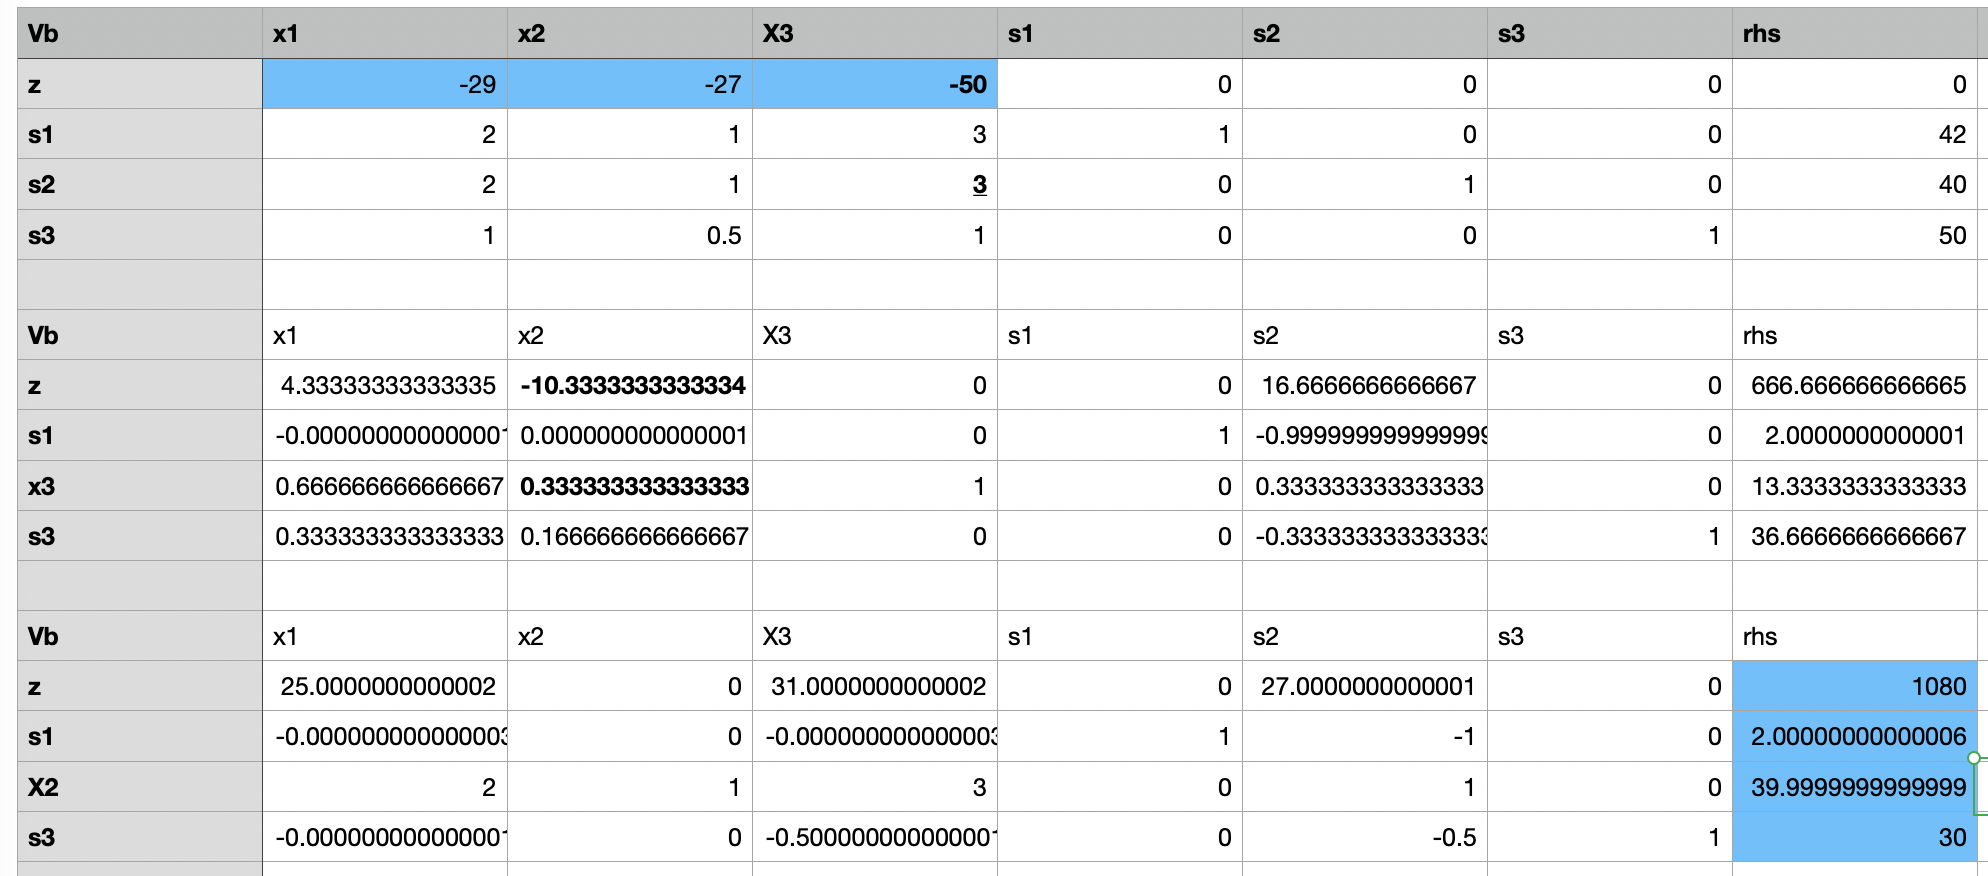 Vb x1 x2 X3 s1 s2 s3 rhs
z -29 -27 -50 0 0 0 0
s1 2 1 3 1 0 0 42
s2 2 1 3 0 1 0 40
s3 1 0.5 1 0 0 1 50
Vb x1 x2 X3 s1 s2 s3 rhs
z 4.33333333333335 -10.3333333333334 0 0 16.6666666666667 0 666.666666666665
s1 -0.000000000000001 0.000000000000001 0 1 -0.999999999999999 0 2.0000000000001
x3 0.666666666666667 0.333333333333333 1 0 0.333333333333333 0 13.3333333333333
s3 0.333333333333333 0.166666666666667 0 0 -0.333333333333333 1 36.6666666666667
Vb x1 x2 X3 s1 s2 s3 rhs
z 25.0000000000002 0 31.0000000000002 0 27.0000000000001 0 1080
s1 -0.000000000000003 0 -0.000000000000003 1 -1 0 2.00000000000006
X2 2 1 3 0 1 0 39.9999999999999
s3 -0.000000000000001 0 -0.500000000000001 0 -0.5 1 30